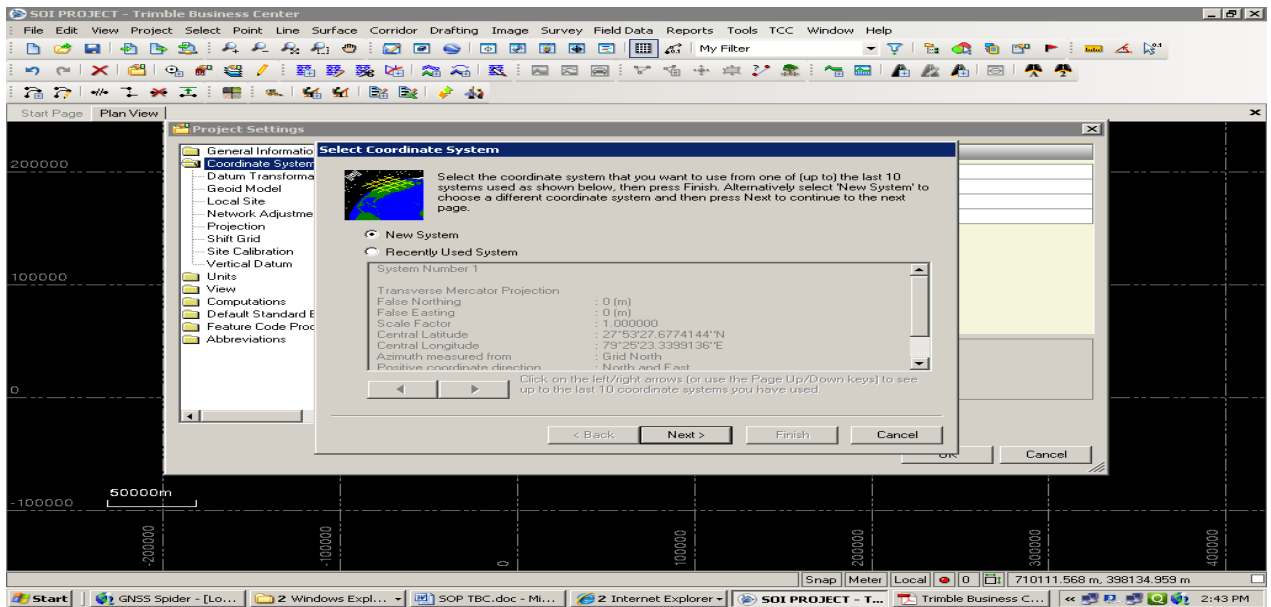 SOI PROJECT - Trimble Business Center
File Edit View Project Select Point Line Surface Corridor Drafting Image Survey Field Data Reports Tools TCC Window Help
My Filter
Start Page Plan View
Project Settings
General Informatio
Coordinate System
Datum Transforma
Geoid Model
Local Site
Network Adjustme
Projection
Shift Grid
Site Calibration
Vertical Datum
Units
View
Computations
Default Standard E
Feature Code Proc
Abbreviations
Select Coordinate System
Select the coordinate system that you want to use from one of (up to) the last 10
systems used as shown below, then press Finish. Alternatively select 'New System' to
choose a different coordinate system and then press Next to continue to the next
page.
New System
Recently Used System
System Number 1
Transverse Mercator Projection
False Northing : 0 (m)
False Easting : 0 (m)
Scale Factor : 1.000000
Central Latitude : 27°53'27.6774144''N
Central Longitude : 79°25'23.3399136''E
Azimuth measured from : Grid North
Positive coordinate direction : North and East
Click on the left/right arrows (or use the Page Up/Down keys) to see
up to the last 10 coordinate systems you have used.
< Back Next > Finish Cancel
OK Cancel
200000
100000
0
-100000
50000m
-200000
-100000
0
100000
200000
300000
400000
Snap Meter Local 0 710111.568 m, 398134.959 m
Start GNSS Spider - [Lo... 2 Windows Expl... SOP TBC.doc - Mi... 2 Internet Explorer SOI PROJECT - T... Trimble Business C... « 2:43 PM